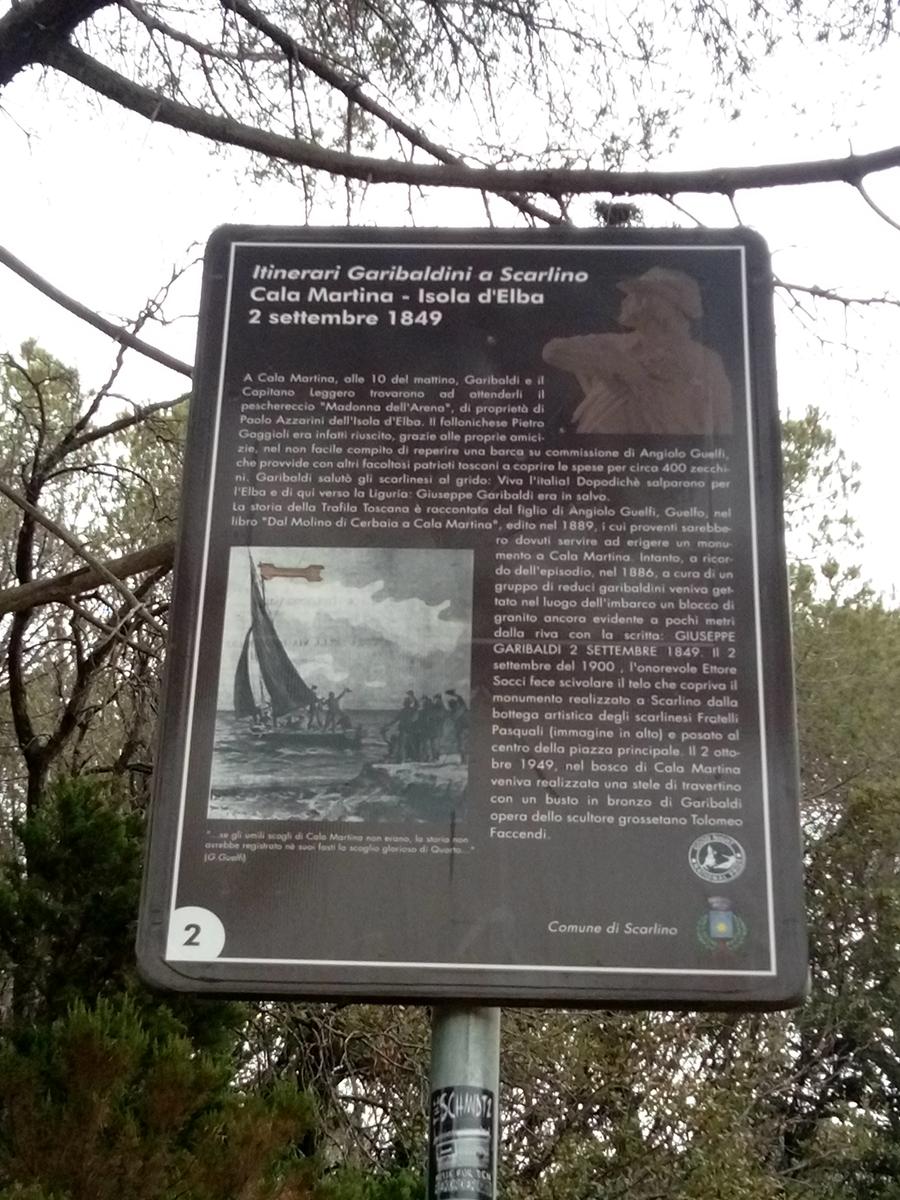 Itinerari Garibaldini a Scarlino
Cala Martina - Isola d'Elba
2 settembre 1849
A Cala Martina, alle 10 del mattino, Garibaldi e il
Capitano Leggero trovarono ad attenderli il
peschereccio "Madonna dell'Arena", di proprietà di
Paolo Azzarini dell'Isola d'Elba. Il follonichese Pietro
Gaggioli era infatti riuscito, grazie alle proprie amici-
zie, nel non facile compito di reperire una barca su commissione di Angiolo Guelfi,
che provvide con altri facoltosi patrioti toscani a coprire le spese per circa 400 zecchi-
ni. Garibaldi salutò gli scarlinesi al grido: Viva l'italia! Dopodichè salparono per
l'Elba e di qui verso la Liguria: Giuseppe Garibaldi era in salvo.
La storia della Trafila Toscana è raccontata dal figlio di Angiolo Guelfi, Guelfo, nel
libro "Dal Molino di Cerbaia a Cala Martina", edito nel 1889, i cui proventi sarebbe-
ro dovuti servire ad erigere un monu-
mento a Cala Martina. Intanto, a ricor-
do dell'episodio, nel 1886, a cura di un
gruppo di reduci garibaldini veniva get-
tato nel luogo dell'imbarco un blocco di
granito ancora evidente a pochi metri
dalla riva con la scritta: GIUSEPPE
GARIBALDI 2 SETTEMBRE 1849. Il 2
settembre del 1900 , l'onorevole Ettore
Socci fece scivolare il telo che copriva il
monumento realizzato a Scarlino dalla
bottega artistica degli scarlinesi Fratelli
Pasquali (immagine in alto) e posato al
centro della piazza principale. Il 2 otto-
bre 1949, nel bosco di Cala Martina
veniva realizzata una stele di travertino
con un busto in bronzo di Garibaldi
opera dello scultore grossetano Tolomeo
Faccendi.
"...se gli umili scogli di Cala Martina non erano, la storia non
avrebbe registrato nè suoi fasti lo scoglio glorioso di Quarto..."
(G.Guelfi)
2
Comune di Scarlino
SCHMOTZ